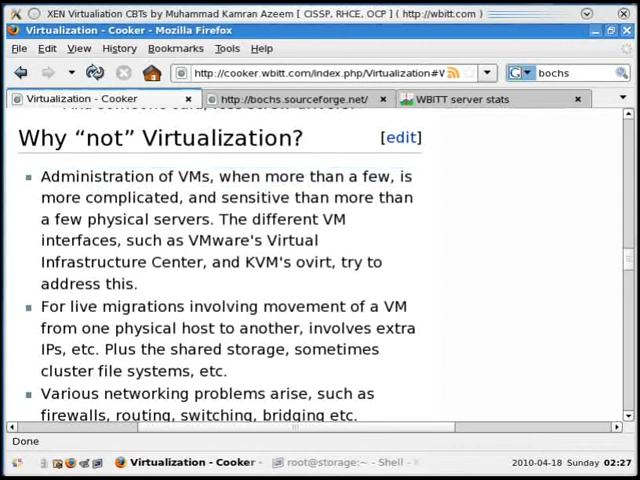 XEN Virtualiation CBTs by Muhammad Kamran Azeem [ CISSP, RHCE, OCP ] ( http://wbitt.com )
Virtualization - Cooker - Mozilla Firefox
File Edit View History Bookmarks Tools Help
http://cooker.wbitt.com/index.php/Virtualization#W
bochs
Virtualization - Cooker
http://bochs.sourceforge.net/
WBITT server stats
Why “not” Virtualization? [edit]
Administration of VMs, when more than a few, is
more complicated, and sensitive than more than
a few physical servers. The different VM
interfaces, such as VMware's Virtual
Infrastructure Center, and KVM's ovirt, try to
address this.
For live migrations involving movement of a VM
from one physical host to another, involves extra
IPs, etc. Plus the shared storage, sometimes
cluster file systems, etc.
Various networking problems arise, such as
firewalls, routing, switching, bridging etc.
Done
Virtualization - Cooker -
root@storage:~ - Shell -
2010-04-18 Sunday 02:27